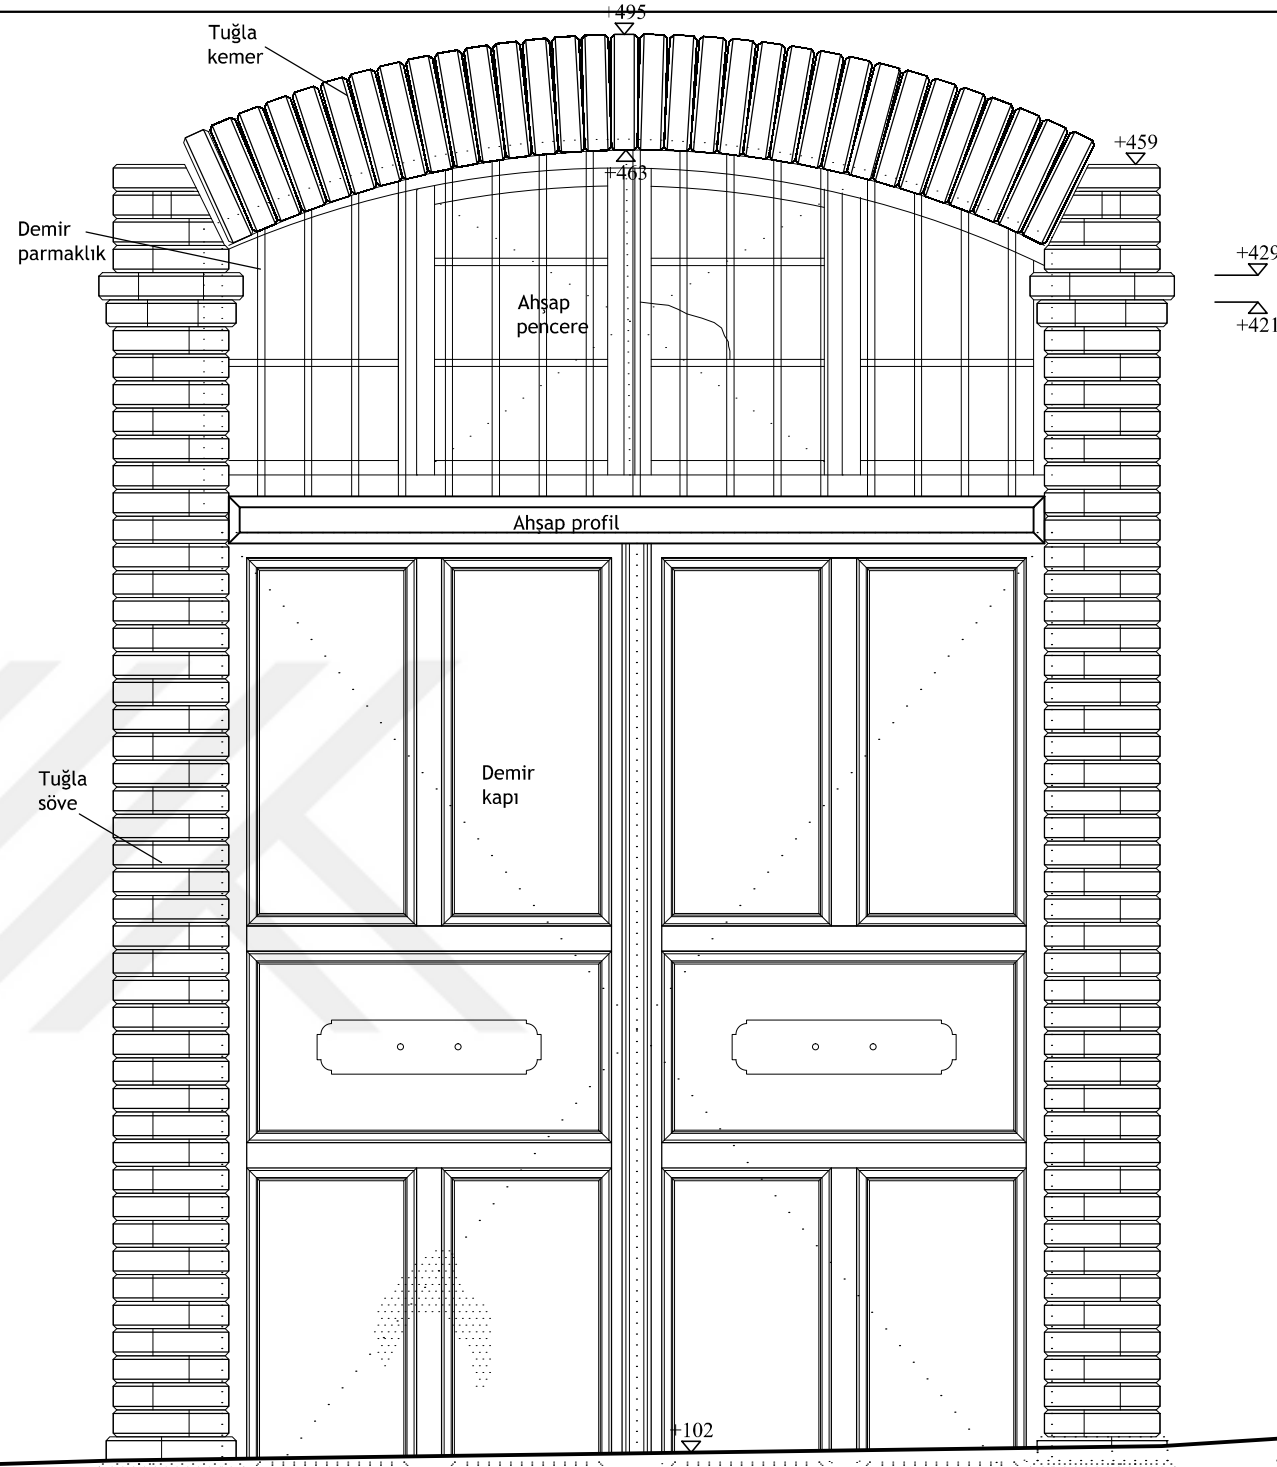 +495
Tuğla
kemer
+459
+463
Demir
parmaklık
+429
+421
Ahşap
pencere
Ahşap profil
Demir
kapı
Tuğla
söve
+102